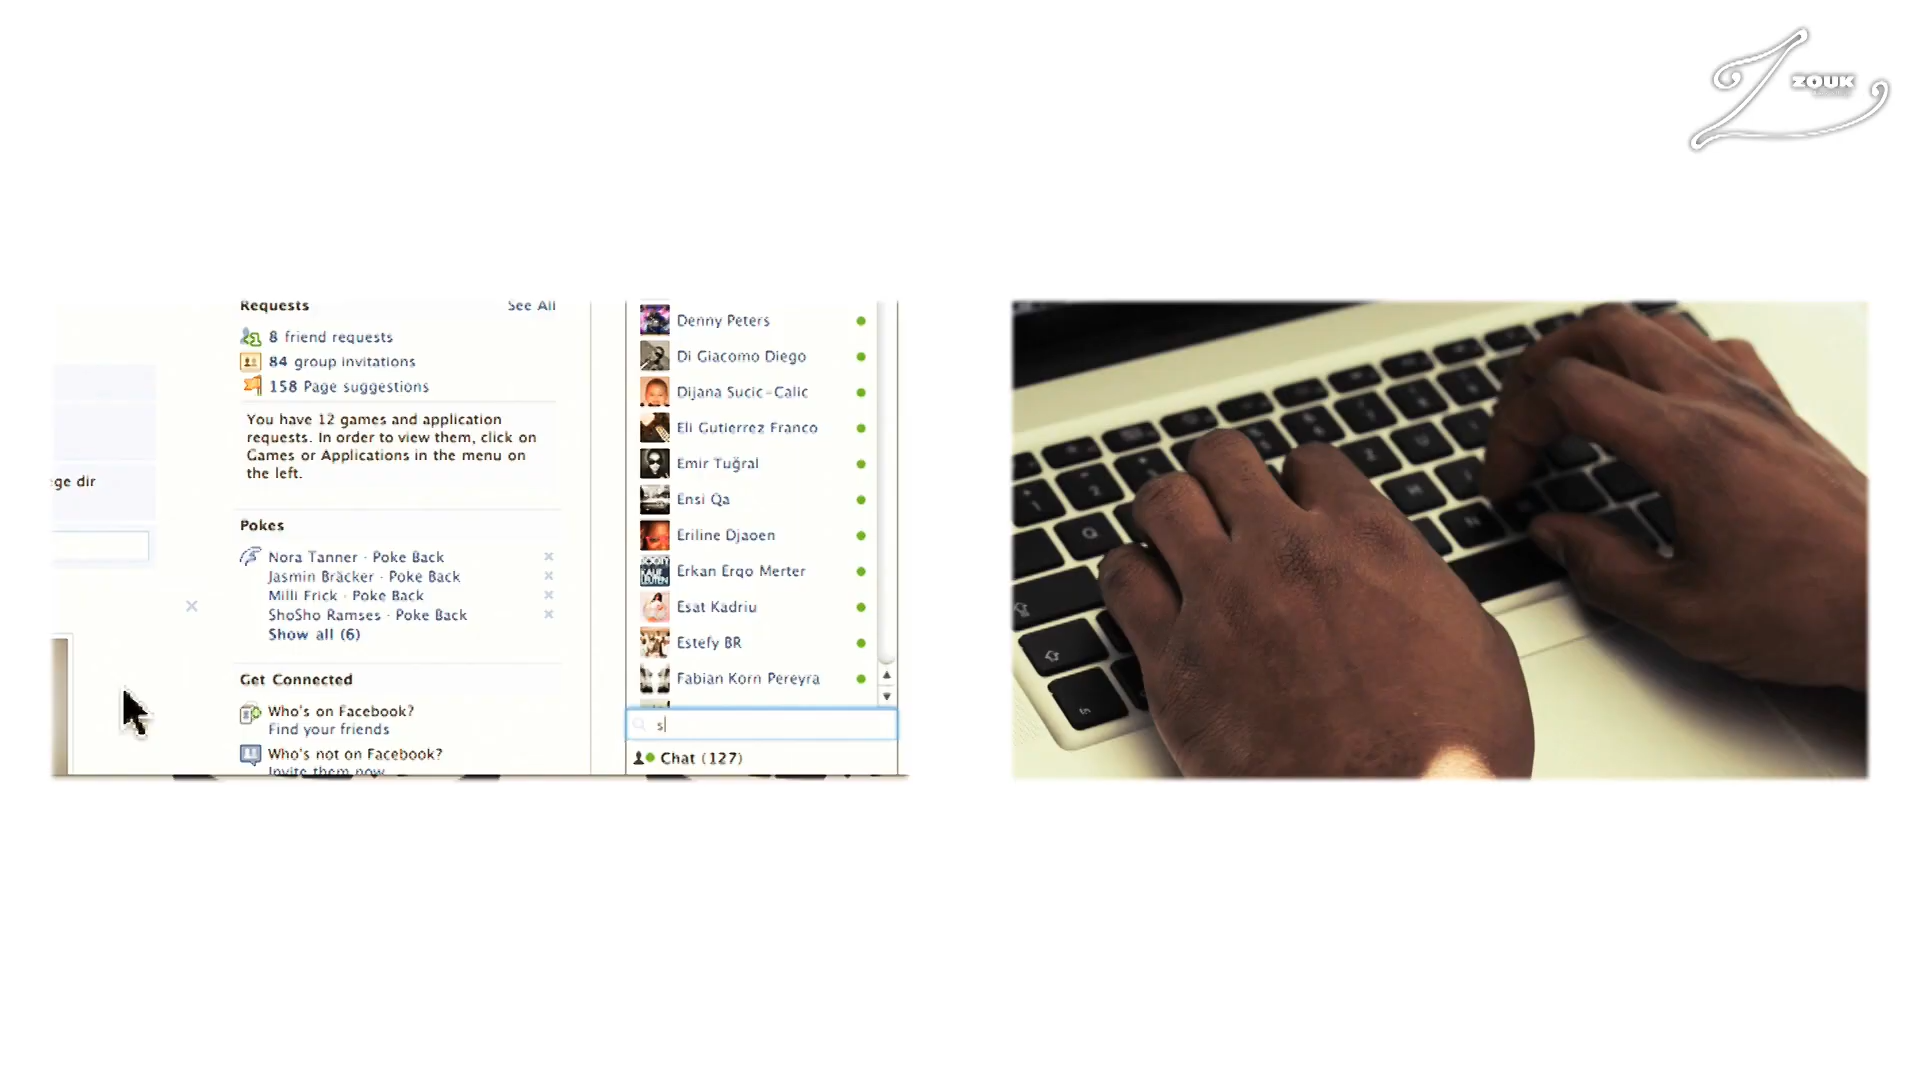 ZOUK
Requests
See All
8 friend requests
84 group invitations
158 Page suggestions
You have 12 games and application
requests. In order to view them, click on
Games or Applications in the menu on
the left.
ge dir
Pokes
Nora Tanner · Poke Back
Jasmin Bräcker · Poke Back
Milli Frick · Poke Back
ShoSho Ramses · Poke Back
Show all (6)
Get Connected
Who's on Facebook?
Find your friends
Who's not on Facebook?
Invite them now
Denny Peters
Di Giacomo Diego
Dijana Sucic-Calic
Eli Gutierrez Franco
Emir Tuğral
Ensi Qa
Eriline Djaoen
Erkan Ergo Merter
Esat Kadriu
Estefy BR
Fabian Korn Pereyra
s
Chat (127)
Q
fn